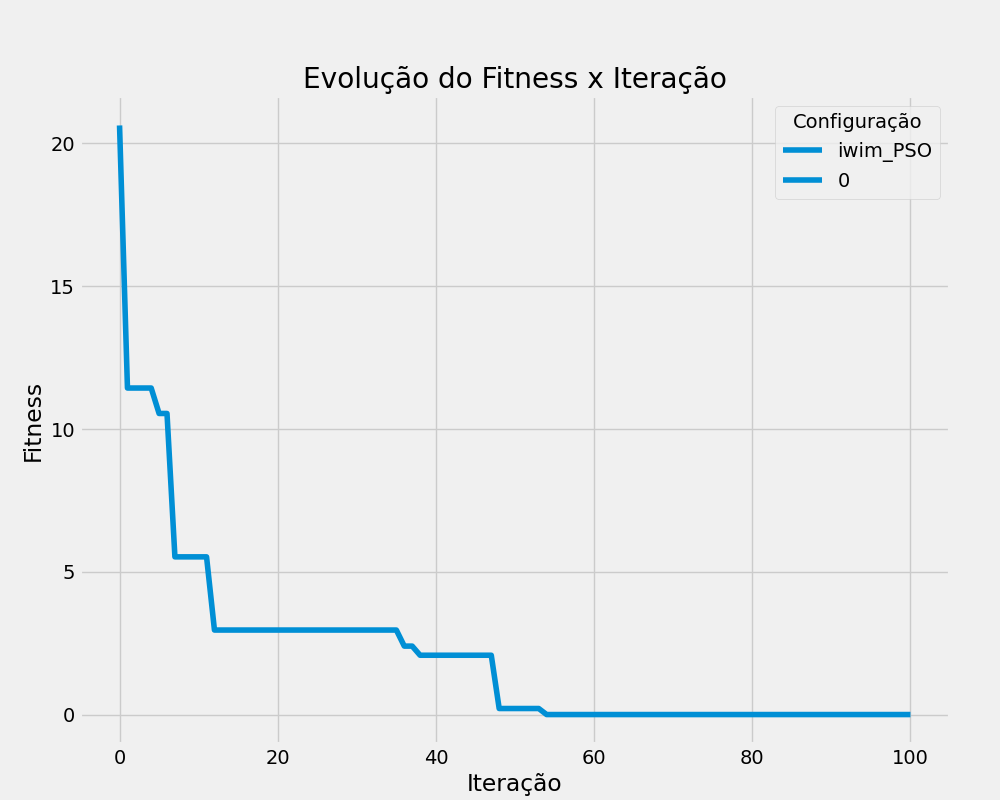 Evolução do Fitness x Iteração
Configuração
iwim_PSO
0
Fitness
20
15
10
5
0
0 20 40 60 80 100
Iteração